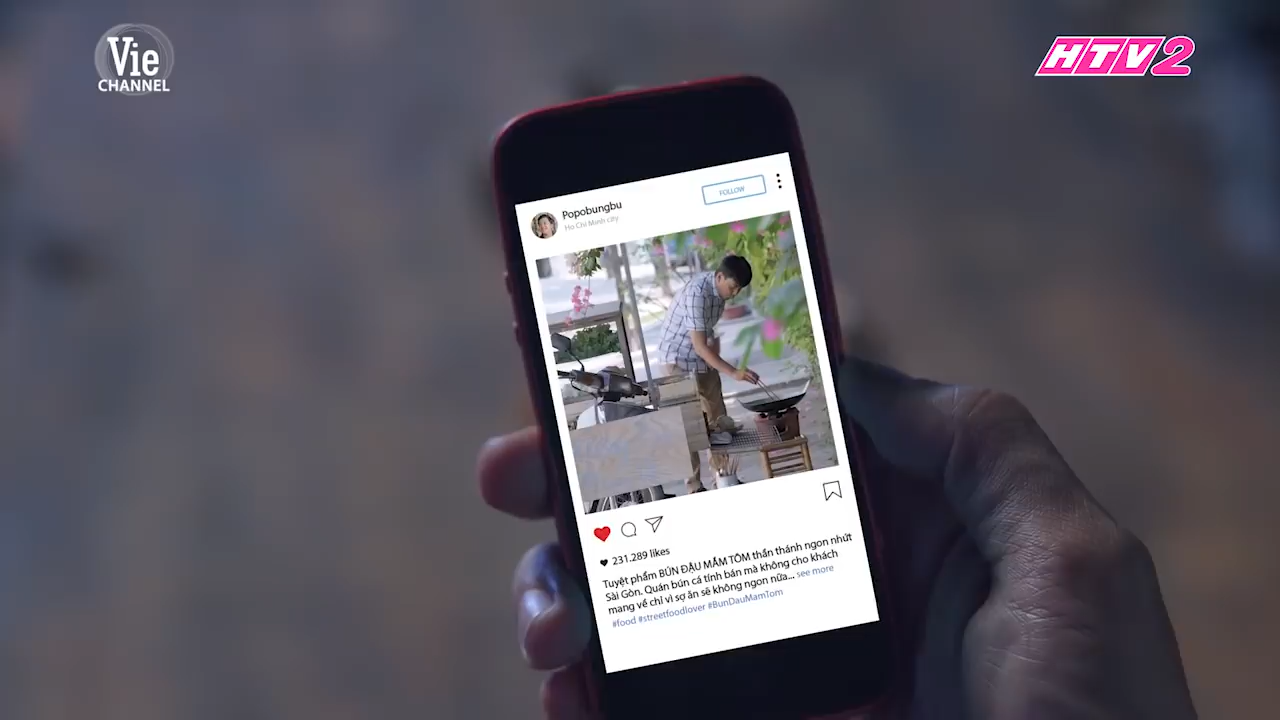 Vie
CHANNEL
HTV2
Popobungbu
Ho Chi Minh city
FOLLOW
231.289 likes
Tuyệt phẩm BÚN ĐẬU MẮM TÔM thần thánh ngon nhứt
Sài Gòn. Quán bún cá tính bán mà không cho khách
mang về chỉ vì sợ ăn sẽ không ngon nữa... see more
#food #streetfoodlover #BunDauMamTom